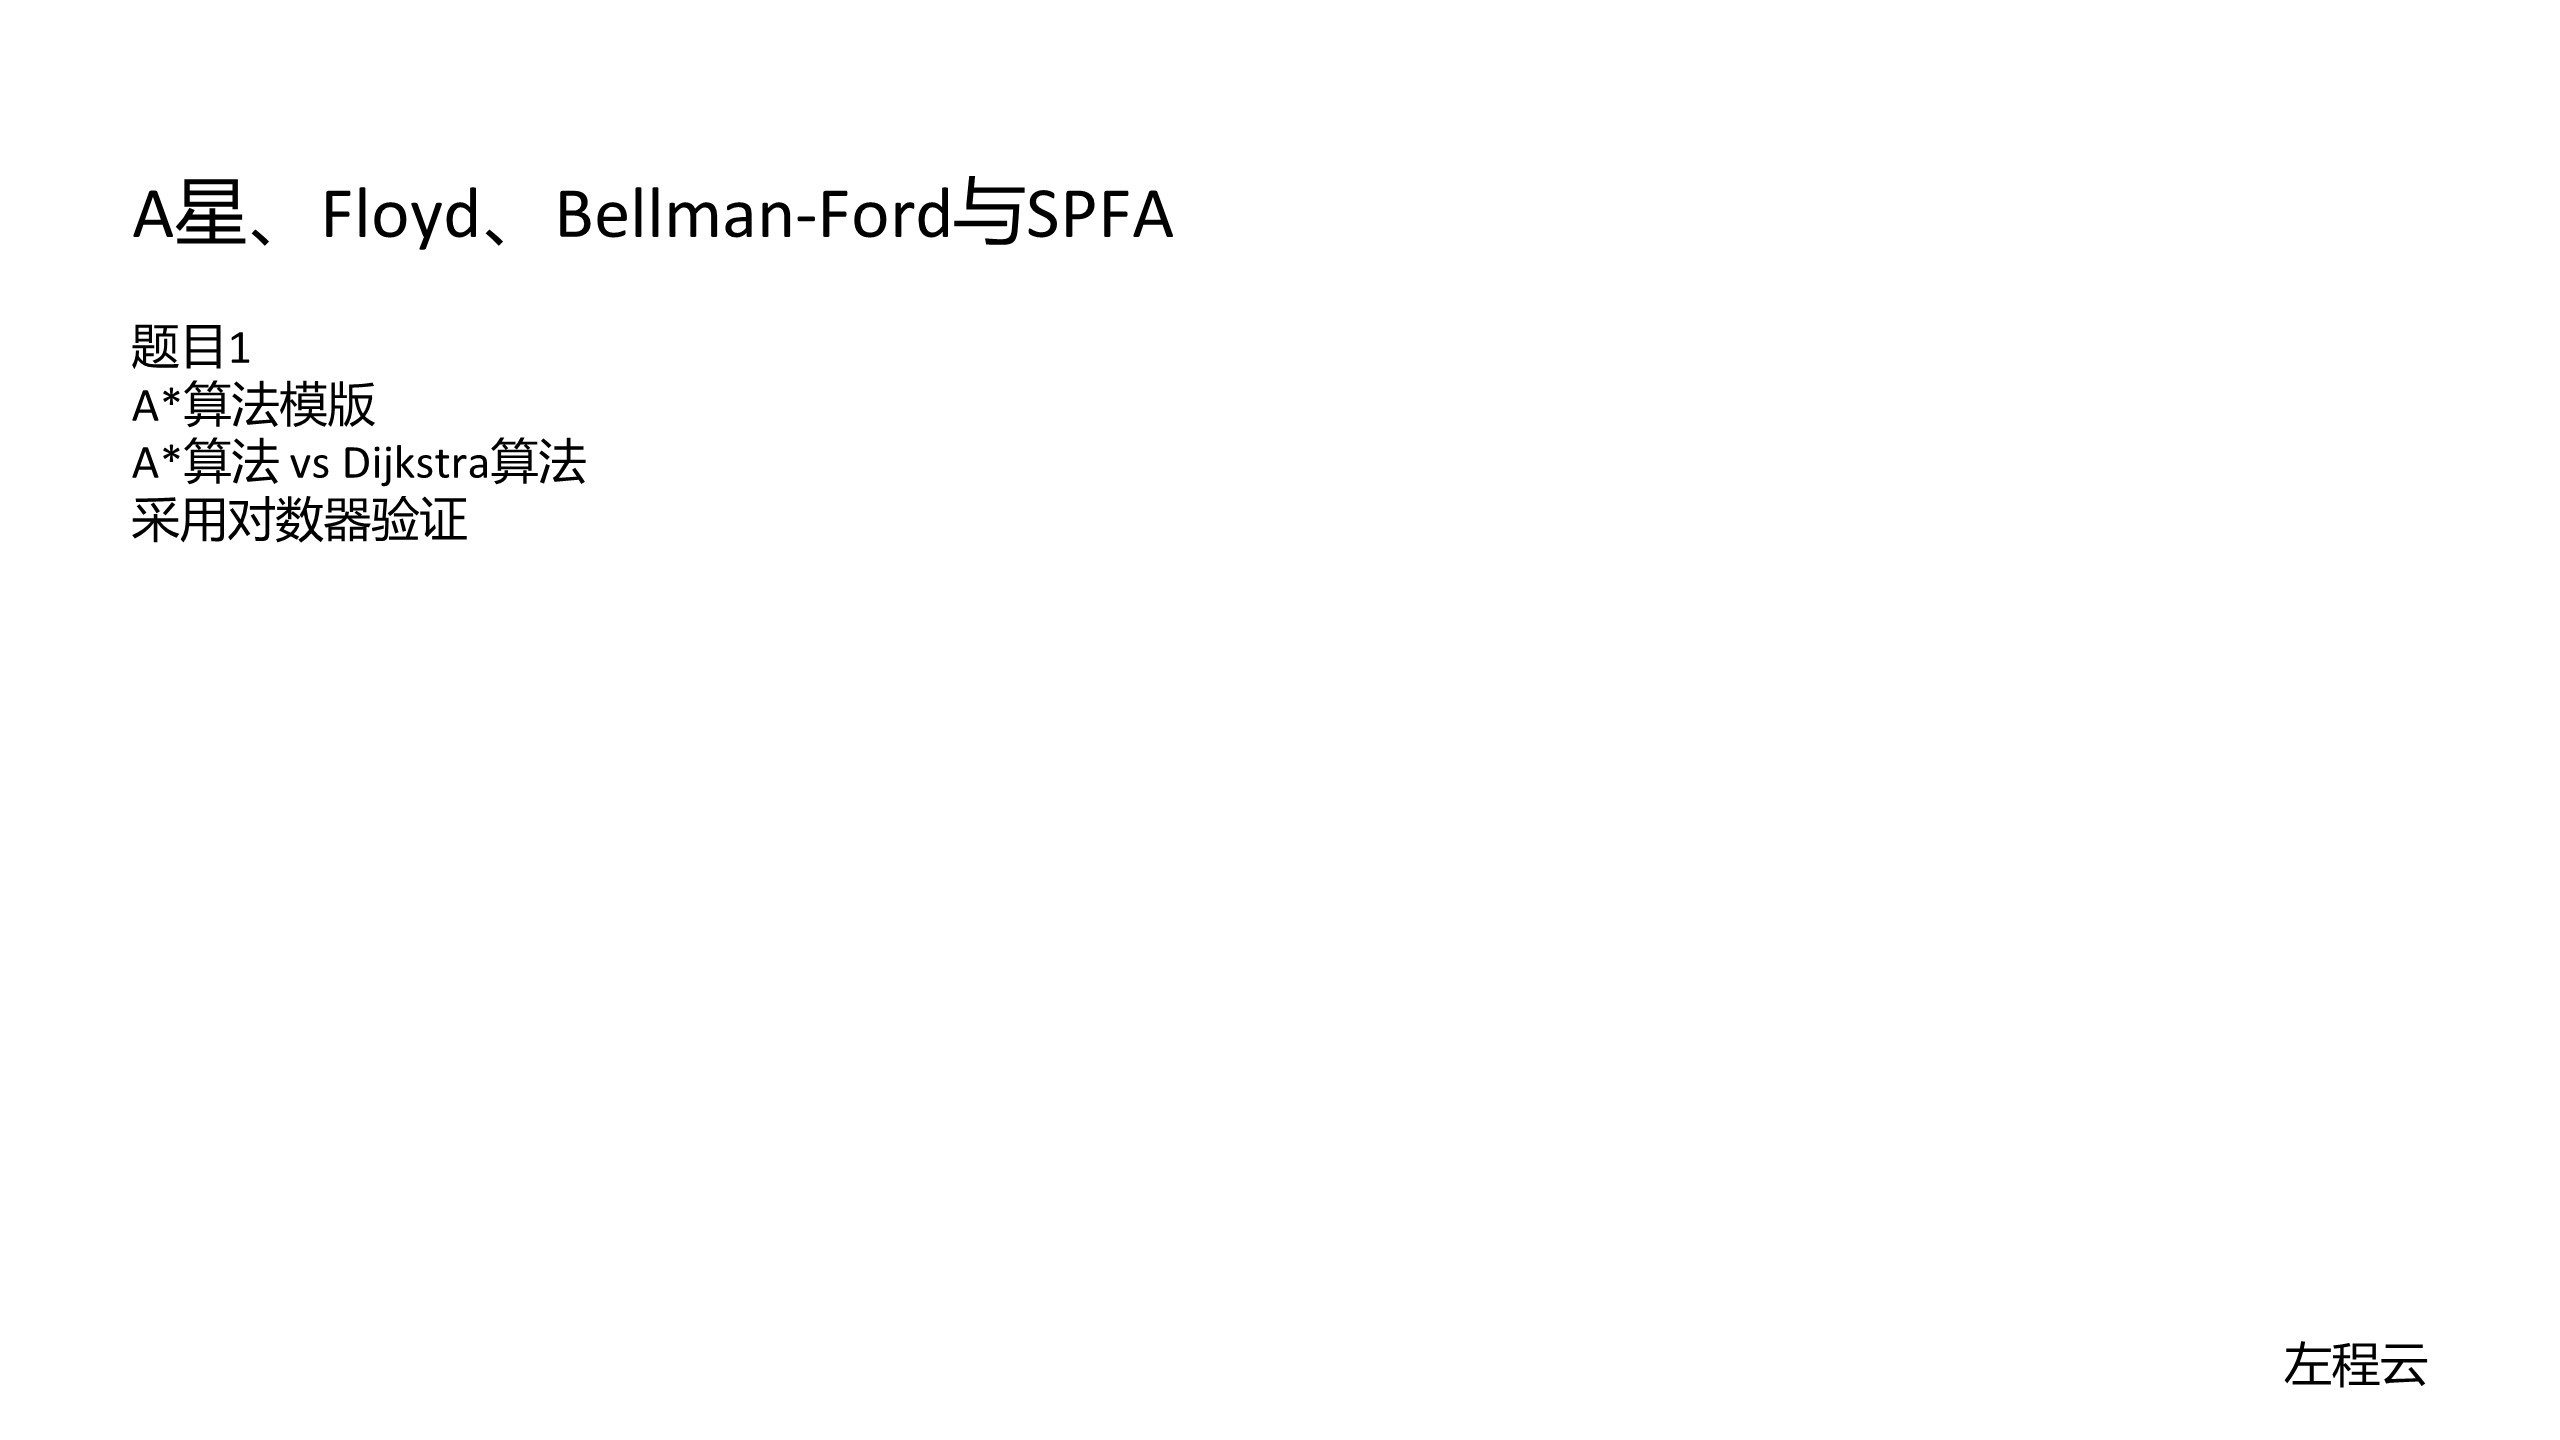 A星、Floyd、Bellman-Ford与SPFA
题目1
A*算法模版
A*算法 vs Dijkstra算法
采用对数器验证
左程云